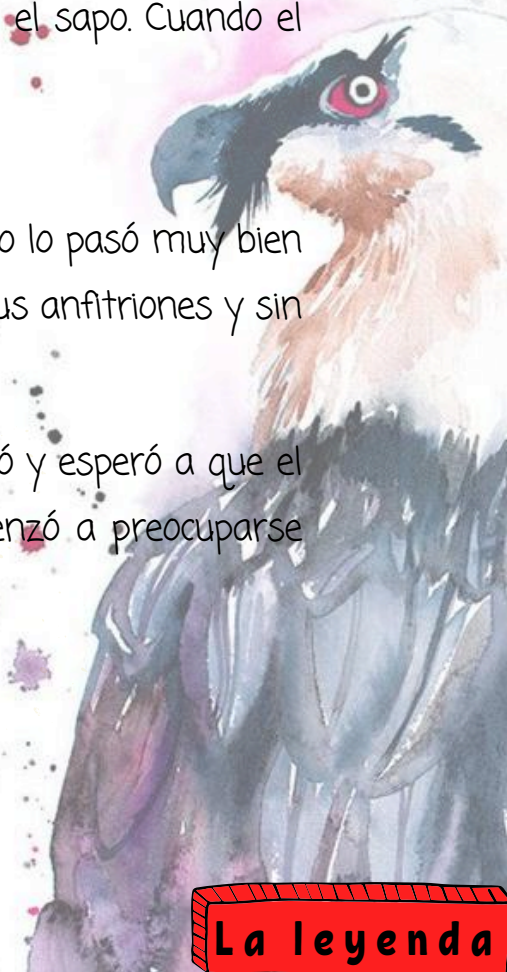 el sapo. Cuando el
o lo pasó muy bien
us anfitriones y sin
ó y esperó a que el
enzó a preocuparse
La leyenda